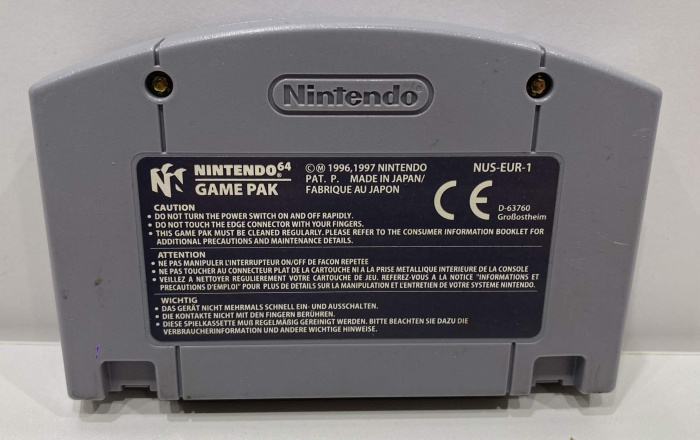 Nintendo
NINTENDO64
GAME PAK
©Ⓜ 1996,1997 NINTENDO
PAT. P. MADE IN JAPAN/
FABRIQUE AU JAPON
NUS-EUR-1
CE
D-63760
Großostheim
CAUTION
• DO NOT TURN THE POWER SWITCH ON AND OFF RAPIDLY.
• DO NOT TOUCH THE EDGE CONNECTOR WITH YOUR FINGERS.
• THIS GAME PAK MUST BE CLEANED REGULARLY. PLEASE REFER TO THE CONSUMER INFORMATION BOOKLET FOR
ADDITIONAL PRECAUTIONS AND MAINTENANCE DETAILS.
ATTENTION
• NE PAS MANIPULER L'INTERRUPTEUR ON/OFF DE FACON REPETEE
• NE PAS TOUCHER AU CONNECTEUR PLAT DE LA CARTOUCHE NI A LA PRISE METALLIQUE INTERIEURE DE LA CONSOLE
• VEILLEZ A NETTOYER REGULIEREMENT VOTRE CARTOUCHE DE JEU. REFEREZ-VOUS A LA NOTICE "INFORMATIONS ET
PRECAUTIONS D'EMPLOI" POUR PLUS DE DETAILS SUR LA MANIPULATION ET L'ENTRETIEN DE VOTRE SYSTEME NINTENDO.
WICHTIG
• DAS GERÄT NICHT MEHRMALS SCHNELL EIN- UND AUSSCHALTEN.
• DIE KONTAKTE NICHT MIT DEN FINGERN BERÜHREN.
• DIESE SPIELKASSETTE MUß REGELMÄßIG GEREINIGT WERDEN. BITTE BEACHTEN SIE DAZU DIE
VERBRAUCHERINFORMATION UND ANDERE WICHTIGE HINWEISE.